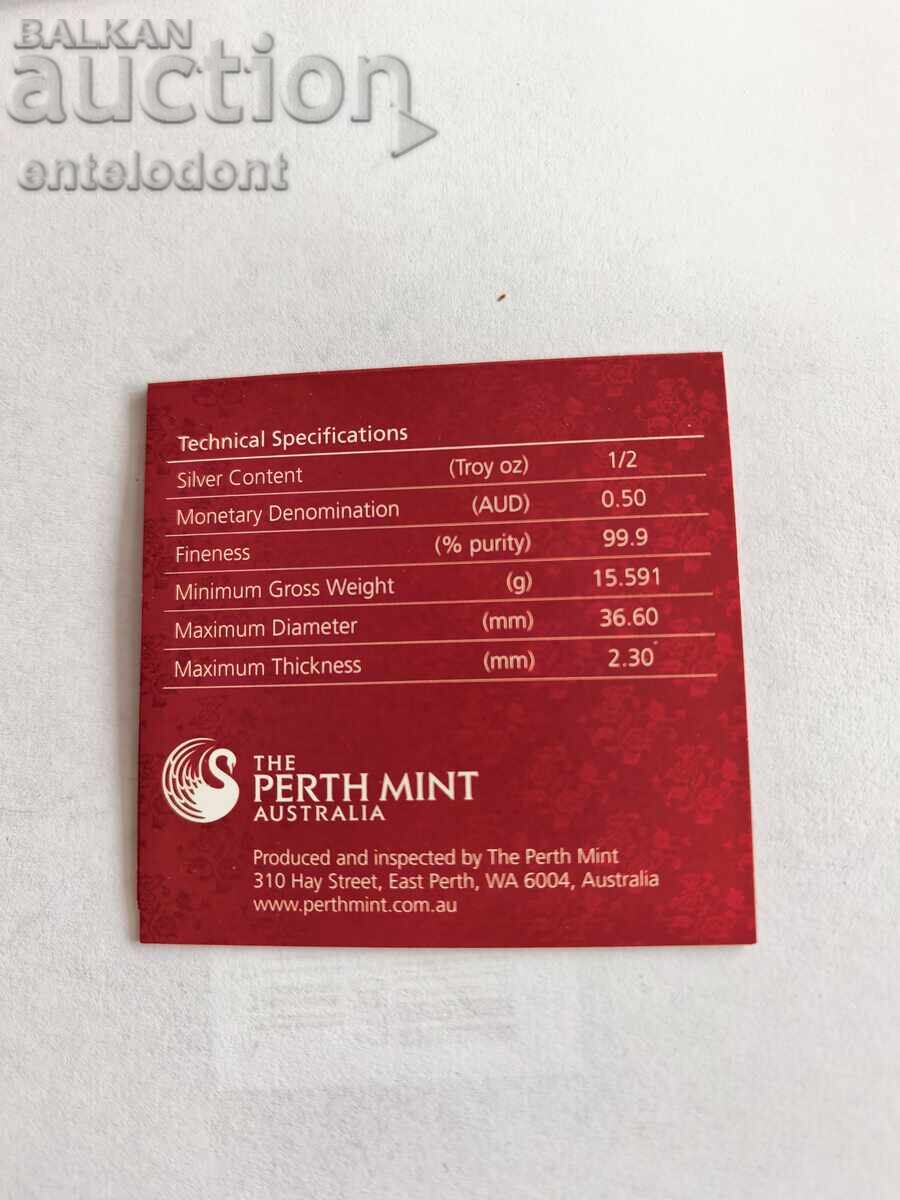 BALKAN
auction
entelodont
Technical Specifications
Silver Content (Troy oz) 1/2
Monetary Denomination (AUD) 0.50
Fineness (% purity) 99.9
Minimum Gross Weight (g) 15.591
Maximum Diameter (mm) 36.60
Maximum Thickness (mm) 2.30
THE
PERTH MINT
AUSTRALIA
Produced and inspected by The Perth Mint
310 Hay Street, East Perth, WA 6004, Australia
www.perthmint.com.au